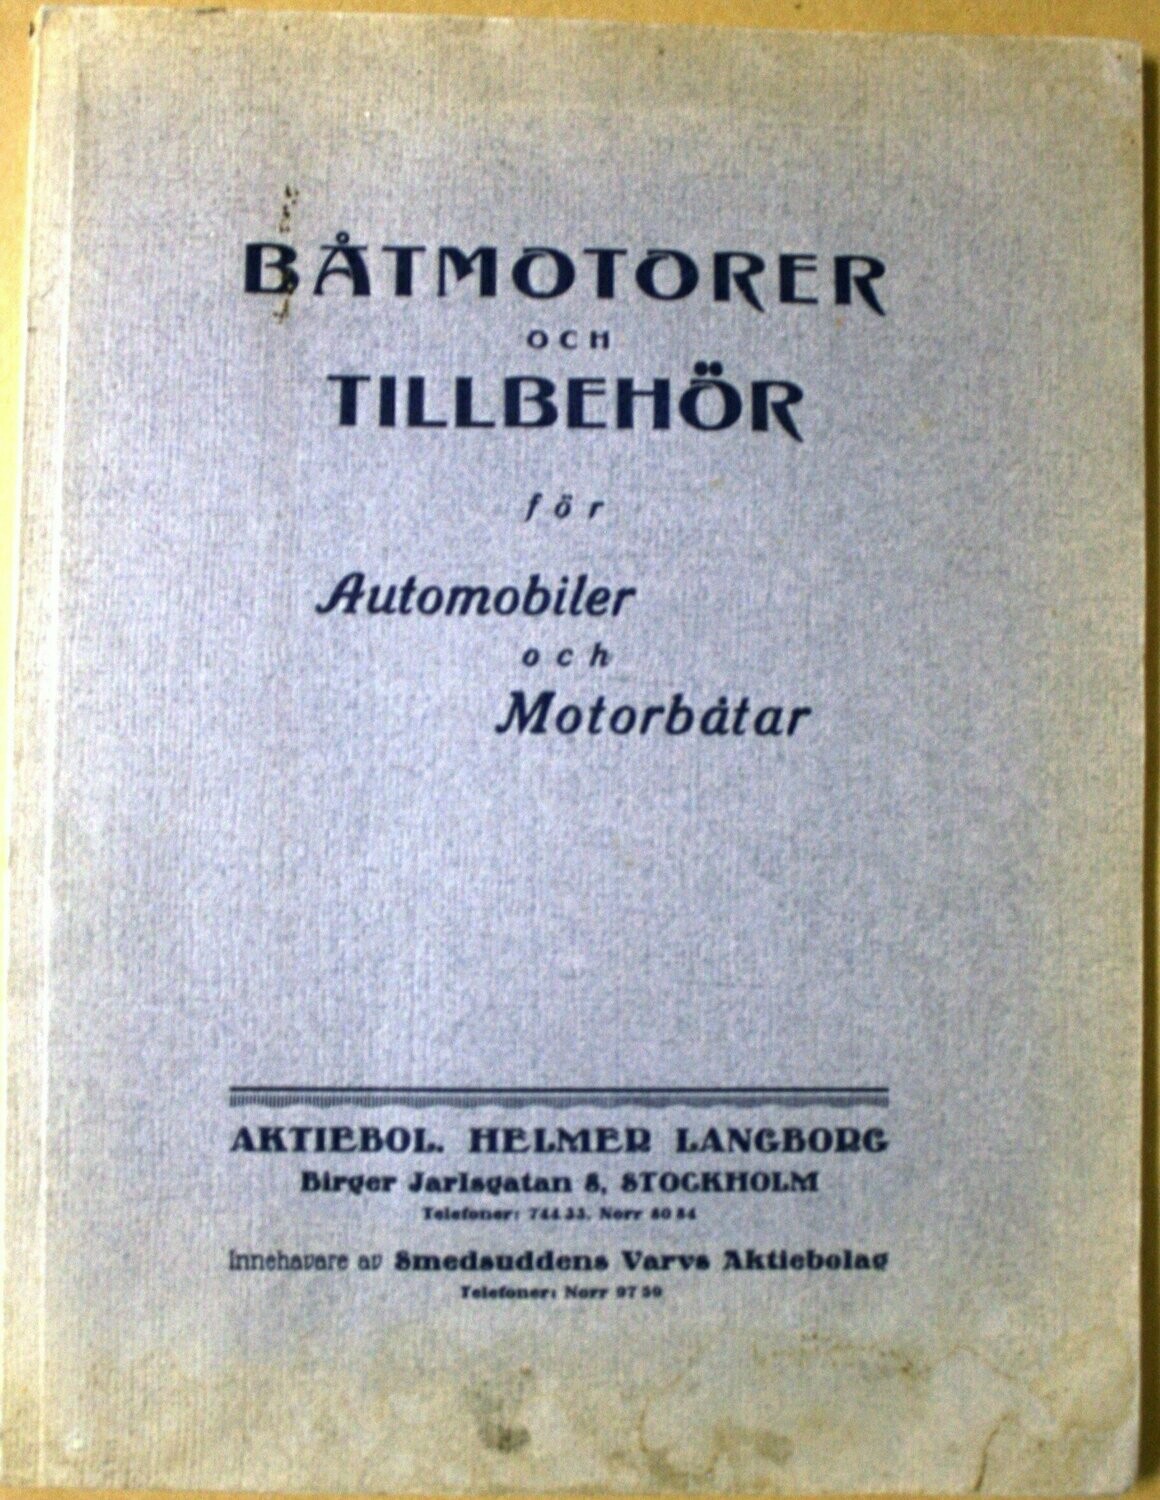 BÅTMOTORER
OCH
TILLBEHÖR
för
Automobiler
och
Motorbåtar
AKTIEBOL. HELMER LANGBORG
Birger Jarlsgatan 8, STOCKHOLM
Telefoner: 744 33, Norr 80 84
Innehavare av Smedsuddens Varvs Aktiebolag
Telefoner: Norr 97 59